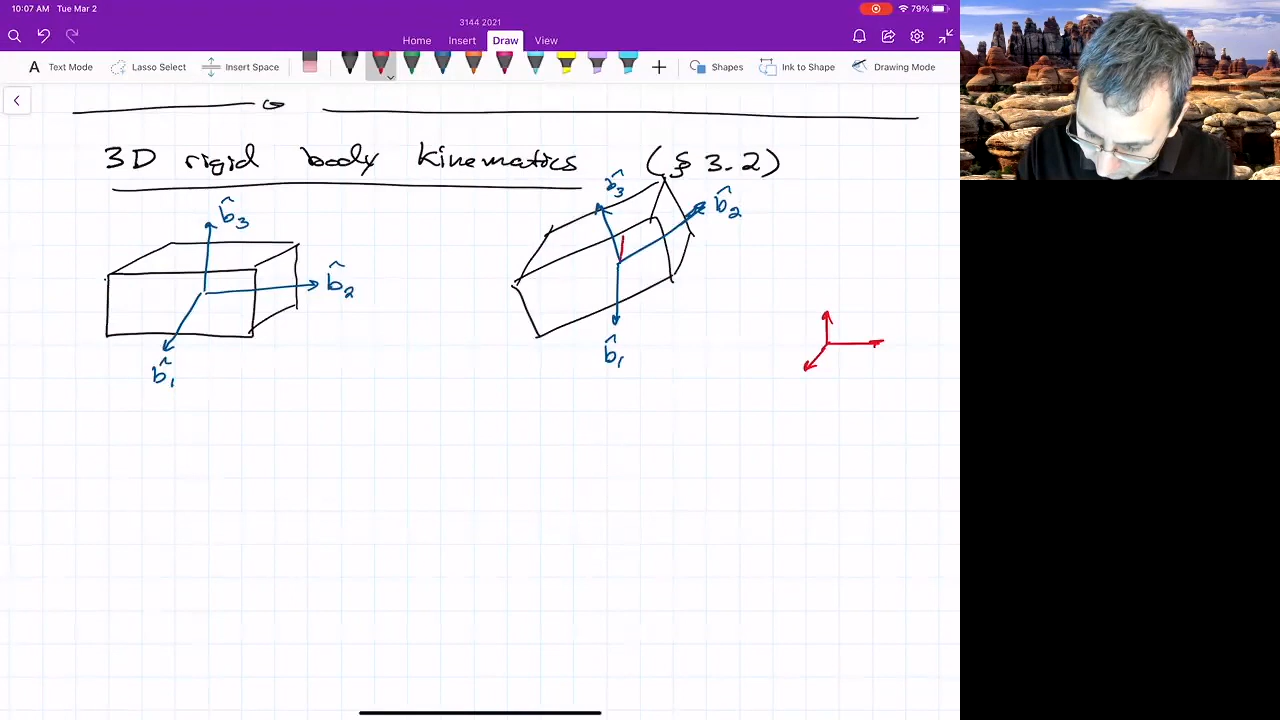 10:07 AM Tue Mar 2
79%
3144 2021
Home Insert Draw View
A Text Mode Lasso Select Insert Space Shapes Ink to Shape Drawing Mode
3D rigid body kinematics (§ 3.2)
b̂₃
b̂₂
b̂₁
b̂₃
b̂₂
b̂₁